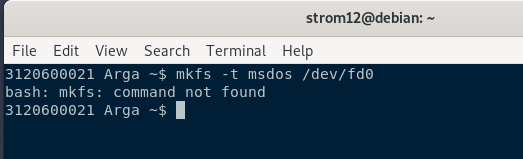 strom12@debian: ~
File Edit View Search Terminal Help
3120600021 Arga ~$ mkfs -t msdos /dev/fd0
bash: mkfs: command not found
3120600021 Arga ~$